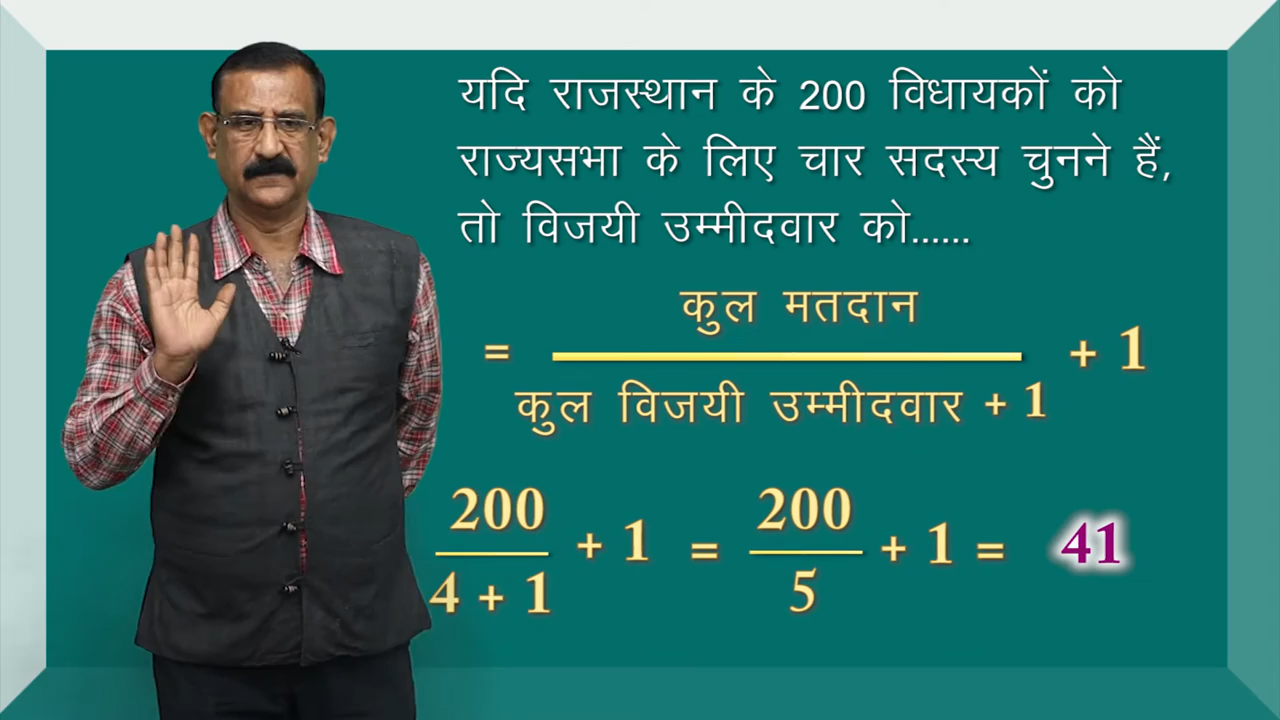 यदि राजस्थान के 200 विधायकों को
राज्यसभा के लिए चार सदस्य चुनने हैं,
तो विजयी उम्मीदवार को......
कुल मतदान
= + 1
कुल विजयी उम्मीदवार + 1
200 200
+ 1 = + 1 = 41
4 + 1 5